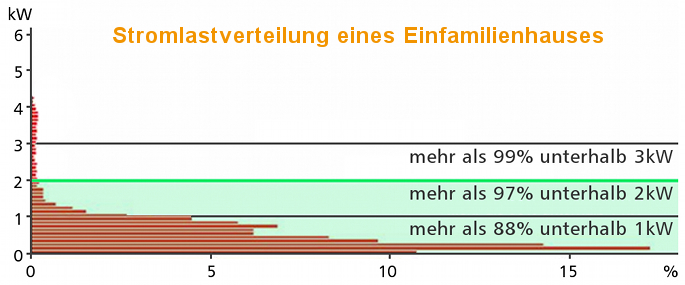 kW
Stromlastverteilung eines Einfamilienhauses
6
5
4
3
mehr als 99% unterhalb 3kW
2
mehr als 97% unterhalb 2kW
1
mehr als 88% unterhalb 1kW
0
0 5 10 15 %